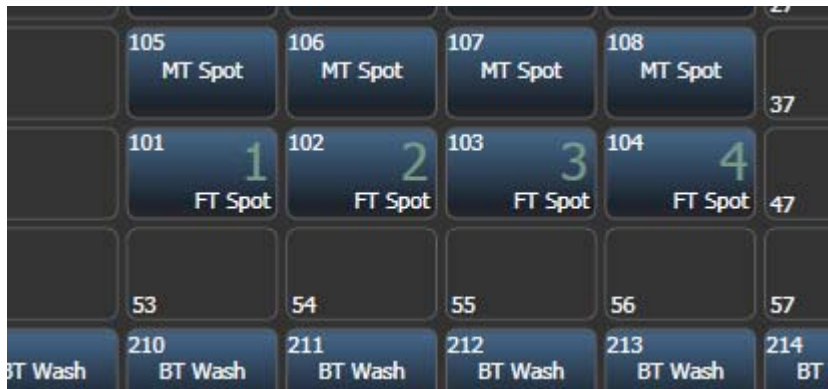 105 106 107 108
MT Spot MT Spot MT Spot MT Spot
37
101 1 102 2 103 3 104 4
FT Spot FT Spot FT Spot FT Spot 47
53 54 55 56 57
210 211 212 213 214
BT Wash BT Wash BT Wash BT Wash BT Wash BT